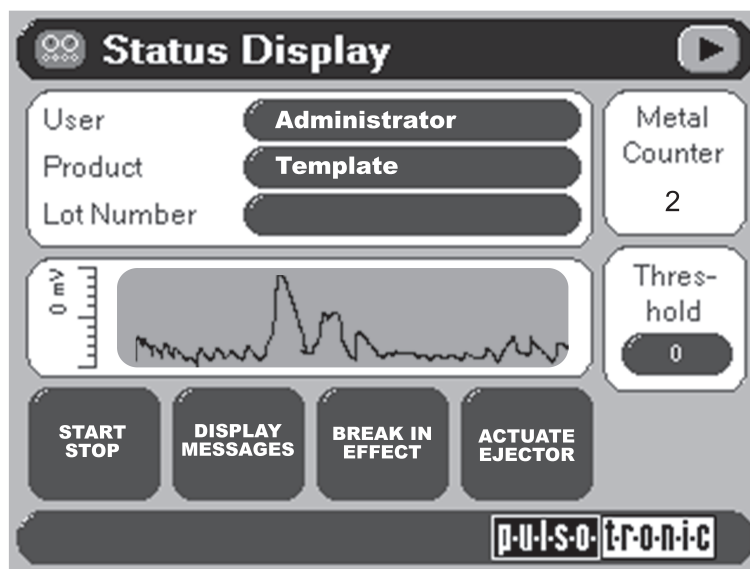 Status Display
User Administrator
Product Template
Lot Number
Metal
Counter
2
0 mV
Thres-
hold
0
START
STOP
DISPLAY
MESSAGES
BREAK IN
EFFECT
ACTUATE
EJECTOR
p·u·l·s·o·t·r·o·n·i·c